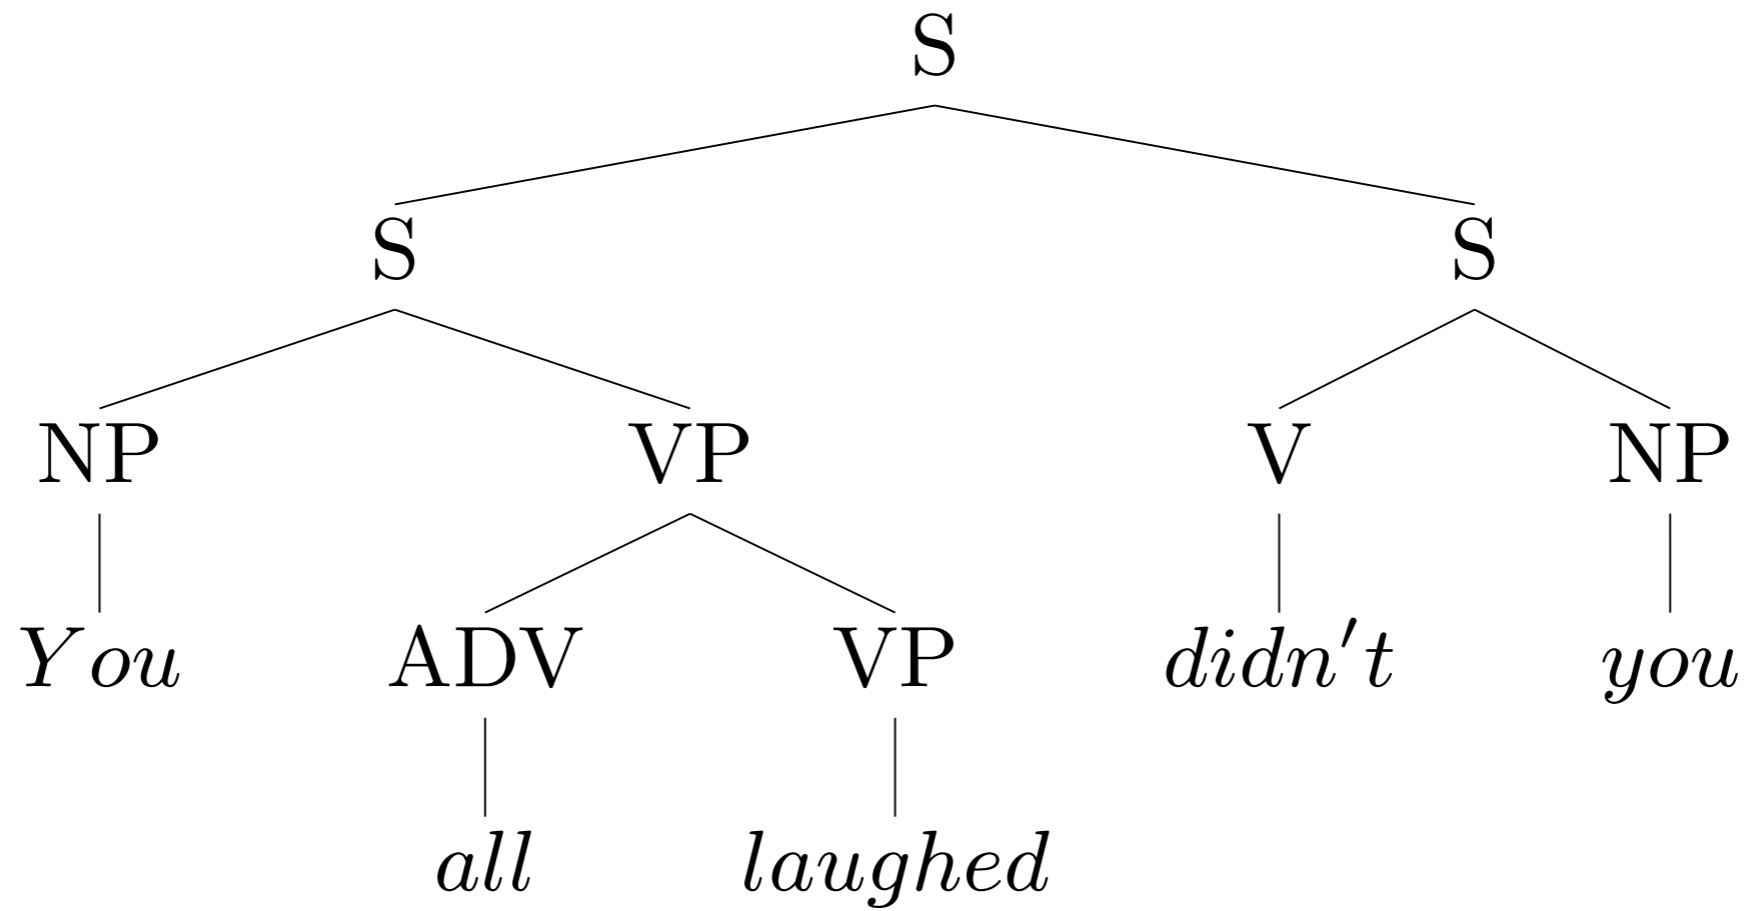 S
S S
NP VP V NP
You ADV VP didn't you
all laughed